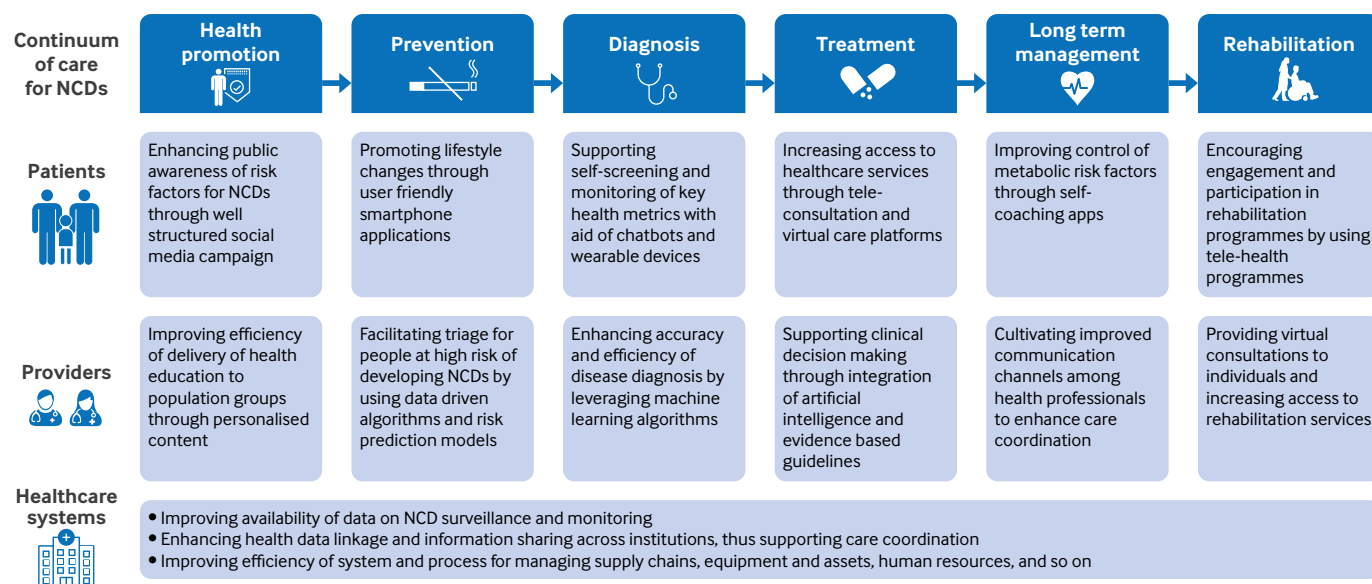 Continuum
of care
for NCDs
Health
promotion
Prevention
Diagnosis
Treatment
Long term
management
Rehabilitation
Patients
Enhancing public
awareness of risk
factors for NCDs
through well
structured social
media campaign
Promoting lifestyle
changes through
user friendly
smartphone
applications
Supporting
self-screening and
monitoring of key
health metrics with
aid of chatbots and
wearable devices
Increasing access to
healthcare services
through tele-
consultation and
virtual care platforms
Improving control of
metabolic risk factors
through self-
coaching apps
Encouraging
engagement and
participation in
rehabilitation
programmes by using
tele-health
programmes
Providers
Improving efficiency
of delivery of health
education to
population groups
through personalised
content
Facilitating triage for
people at high risk of
developing NCDs by
using data driven
algorithms and risk
prediction models
Enhancing accuracy
and efficiency of
disease diagnosis by
leveraging machine
learning algorithms
Supporting clinical
decision making
through integration
of artificial
intelligence and
evidence based
guidelines
Cultivating improved
communication
channels among
health professionals
to enhance care
coordination
Providing virtual
consultations to
individuals and
increasing access to
rehabilitation services
Healthcare
systems
• Improving availability of data on NCD surveillance and monitoring
• Enhancing health data linkage and information sharing across institutions, thus supporting care coordination
• Improving efficiency of system and process for managing supply chains, equipment and assets, human resources, and so on